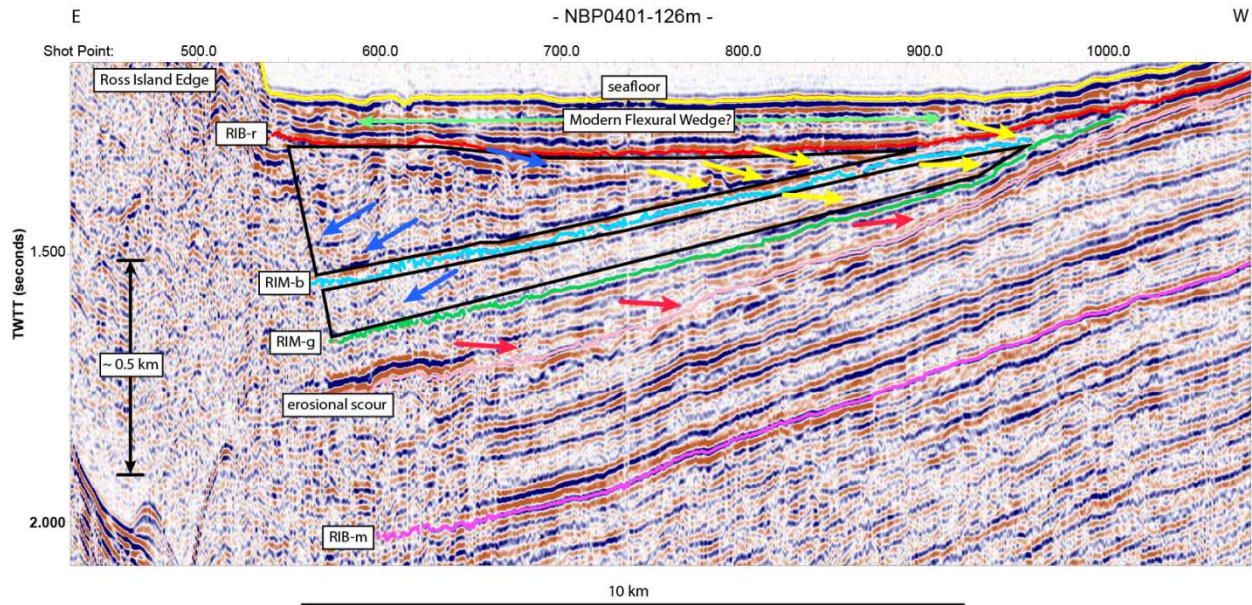 E - NBP0401-126m - W
Shot Point: 500.0 600.0 700.0 800.0 900.0 1000.0
Ross Island Edge
seafloor
Modern Flexural Wedge?
RIB-r
1.500
RIM-b
TWTT (seconds)
RIM-g
~ 0.5 km
erosional scour
2.000
RIB-m
10 km